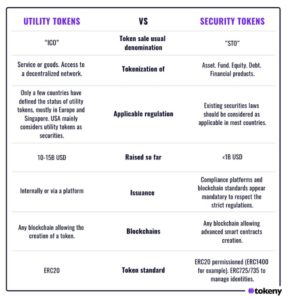 UTILITY TOKENS VS SECURITY TOKENS
"ICO"
Token sale usual
denomination
"STO"
Service or goods. Access to
a decentralized network.
Tokenization of
Asset. Fund. Equity. Debt.
Financial products.
Only a few countries have
defined the status of utility
tokens, mostly in Europe and
Singapore. USA mainly
considers utility tokens as
securities.
Applicable regulation
Existing securities laws
should be considered as
applicable in most countries.
10-15B USD
Raised so far
<1B USD
Internally or via a platform
Issuance
Compliance platforms and
blockchain standards appear
mandatory to respect the
strict regulations.
Any blockchain allowing the
creation of a token.
Blockchains
Any blockchain allowing
advanced smart contracts
creation.
ERC20
Token standard
ERC20 permissioned (ERC1400
for example). ERC725/735 to
manage identities.
tokeny